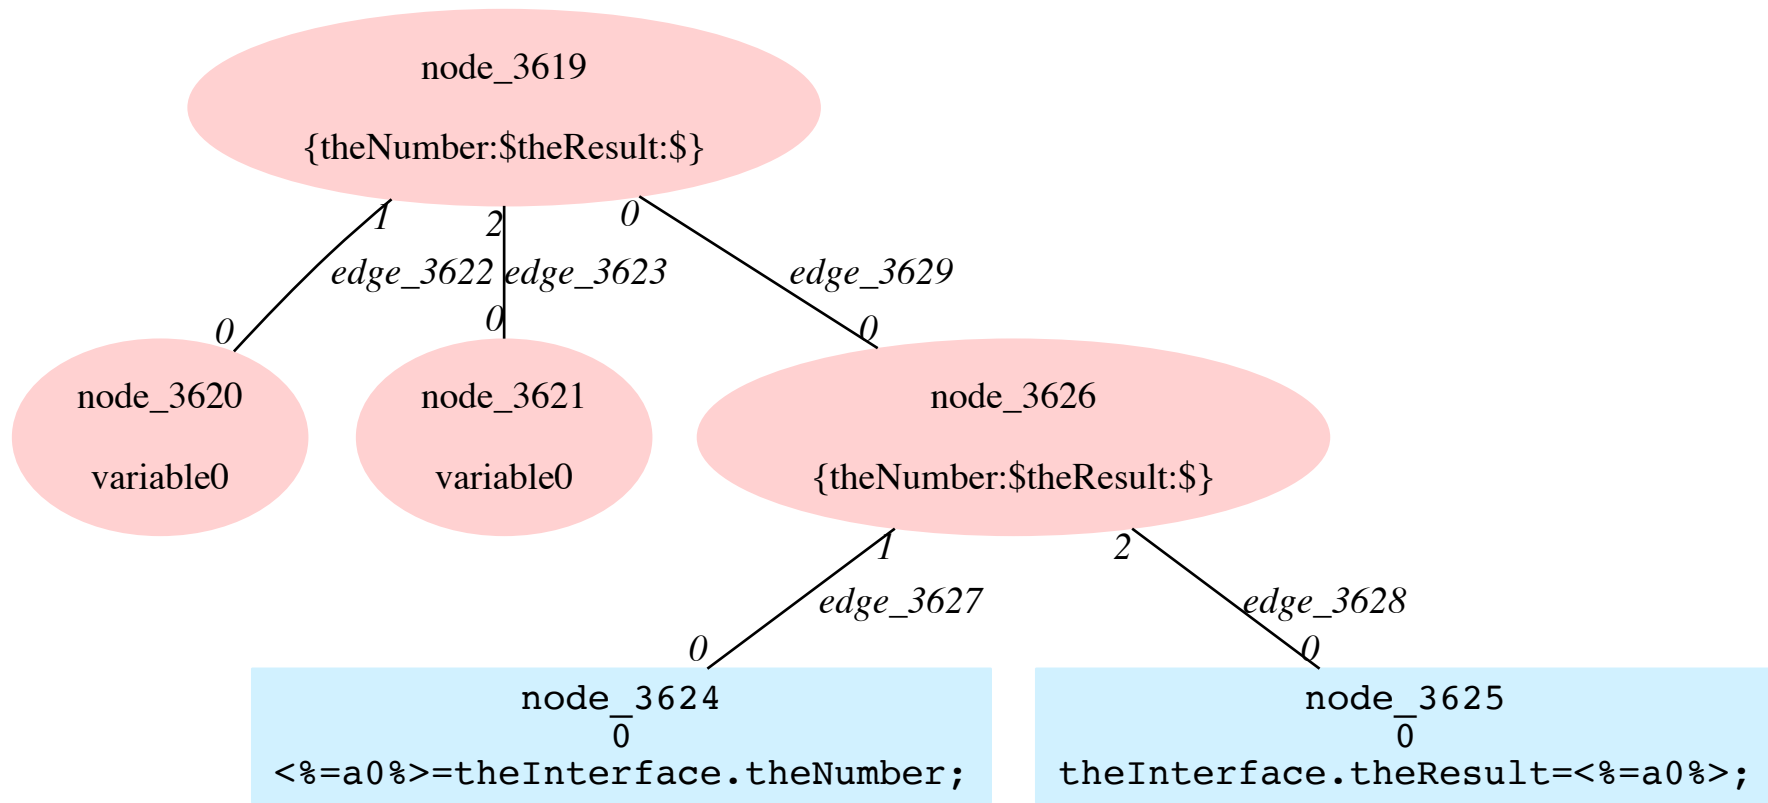 node_3619
{theNumber:$theResult:$}
1
2
0
edge_3622
edge_3623
edge_3629
0
0
0
node_3620
node_3621
node_3626
variable0
variable0
{theNumber:$theResult:$}
1
2
edge_3627
edge_3628
0
0
node_3624
node_3625
0
0
<%=a0%>=theInterface.theNumber;
theInterface.theResult=<%=a0%>;